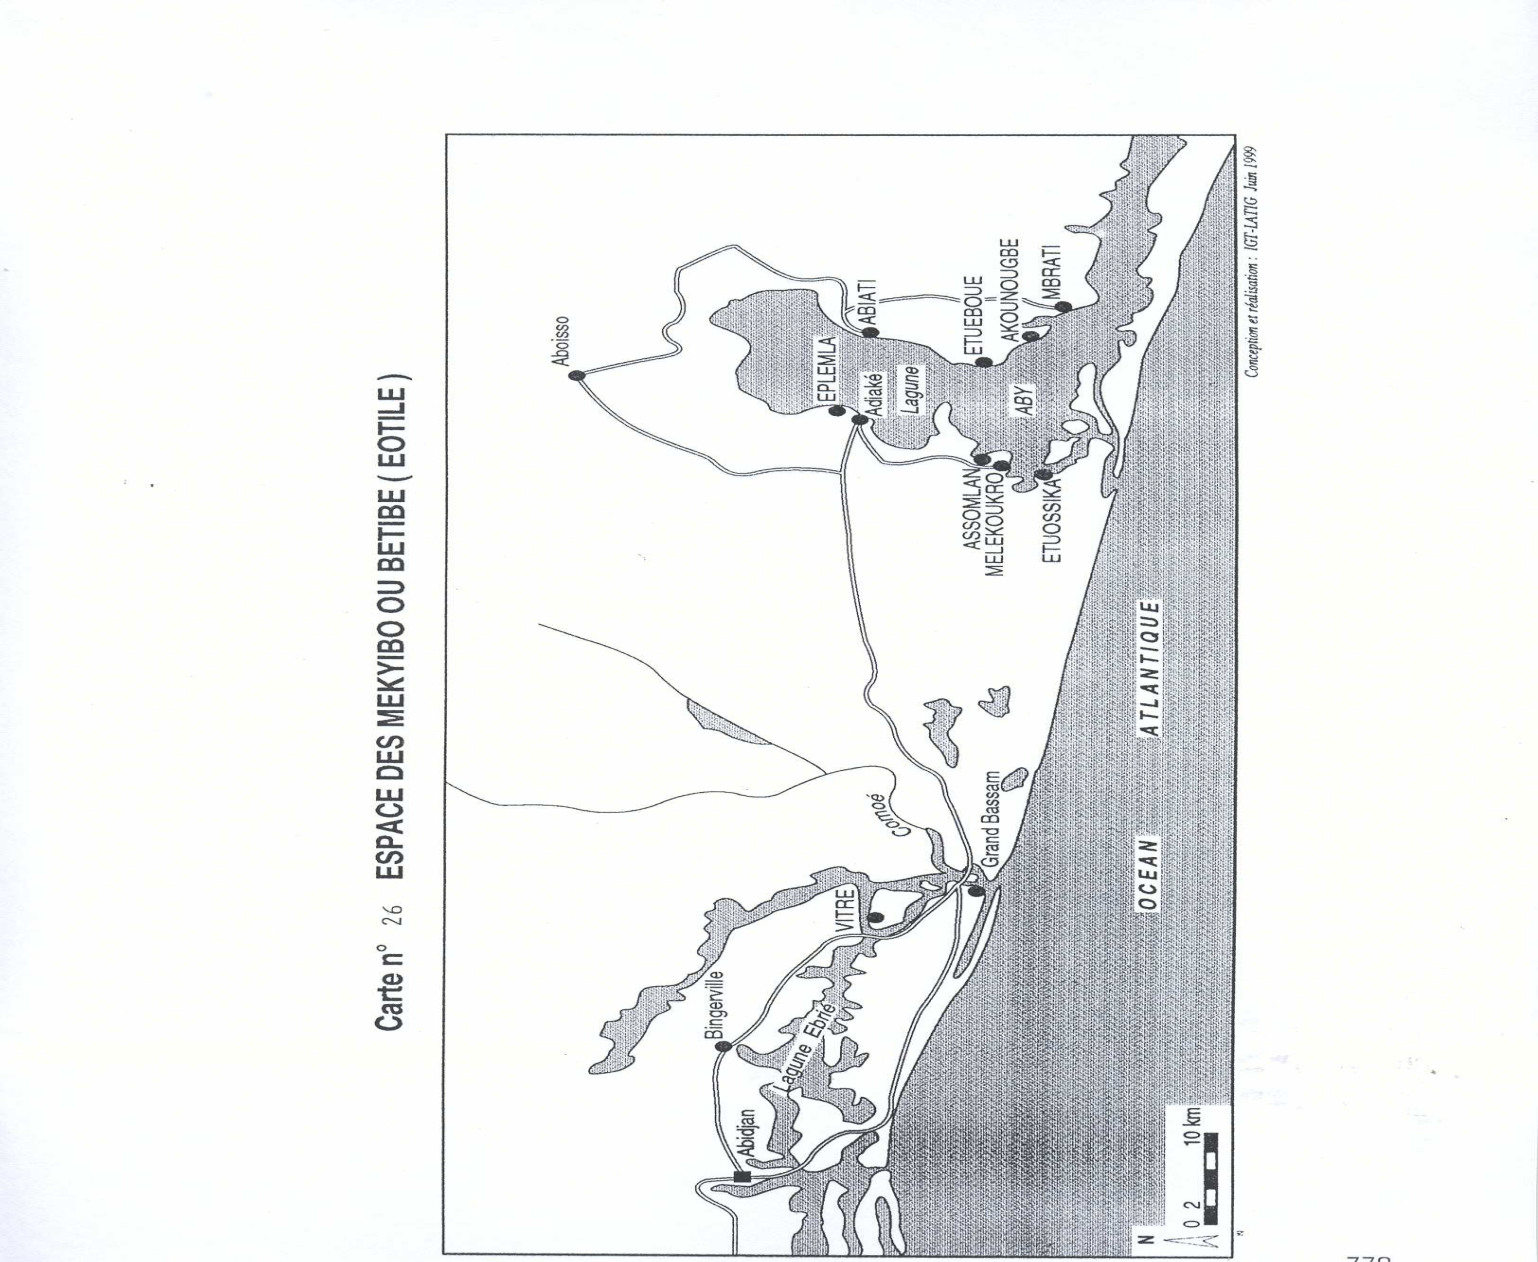 Carte n° 26 ESPACE DES MEKYIBO OU BETIBE ( EOTILE )
Aboisso
ABIATI
EPLEMLA
Adiaké
Lagune
ABY
ETUEBOUE
AKOUNOUGBE
MBRATI
ASSOMLAN
MELEKOUKRO
ETUOSSIKA
Comoé
Grand Bassam
VITRE
Bingerville
Lagune Ebrié
Abidjan
OCEAN ATLANTIQUE
N
0 2 10 km
N
Conception et réalisation : IGT-LATIG Juin 1999